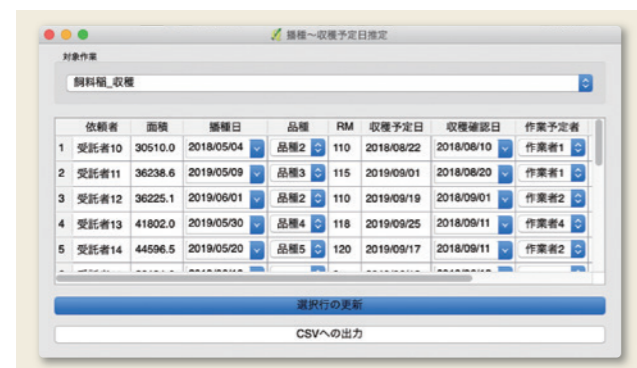 播種～収穫予定日推定
対象作業
飼料稲_収穫
依頼者 面積 播種日 品種 RM 収穫予定日 収穫確認日 作業予定者
1 受託者10 30510.0 2018/05/04 品種2 110 2018/08/22 2018/08/10 作業者1
2 受託者11 36238.6 2019/05/09 品種3 115 2019/09/01 2018/08/20 作業者1
3 受託者12 36225.1 2019/06/01 品種2 110 2019/09/19 2018/09/01 作業者2
4 受託者13 41802.0 2019/05/30 品種4 118 2019/09/25 2018/09/11 作業者4
5 受託者14 44596.5 2019/05/20 品種5 120 2019/09/17 2018/09/11 作業者2
選択行の更新
CSVへの出力